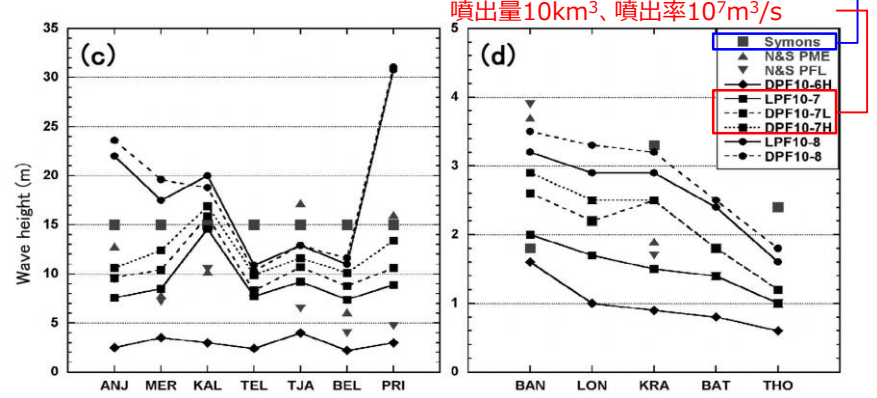 噴出量10km³、噴出率10⁷m³/s
(c)
Wave height (m)
35
30
25
20
15
10
5
0
ANJ MER KAL TEL TJA BEL PRI
(d)
5
4
3
2
1
0
BAN LON KRA BAT THO
Symons
N&S PME
N&S PFL
DPF10-6H
LPF10-7
DPF10-7L
DPF10-7H
LPF10-8
DPF10-8